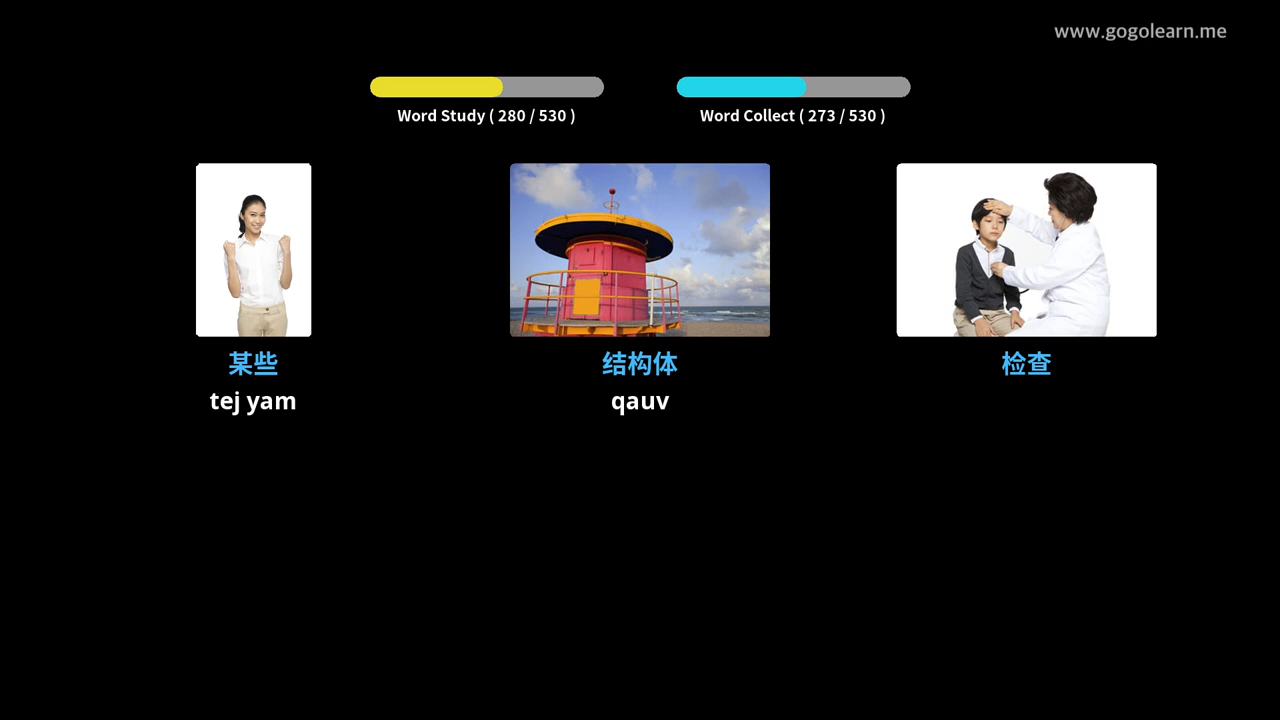 www.gogolearn.me
Word Study ( 280 / 530 )
Word Collect ( 273 / 530 )
某些
结构体
检查
tej yam
qauv